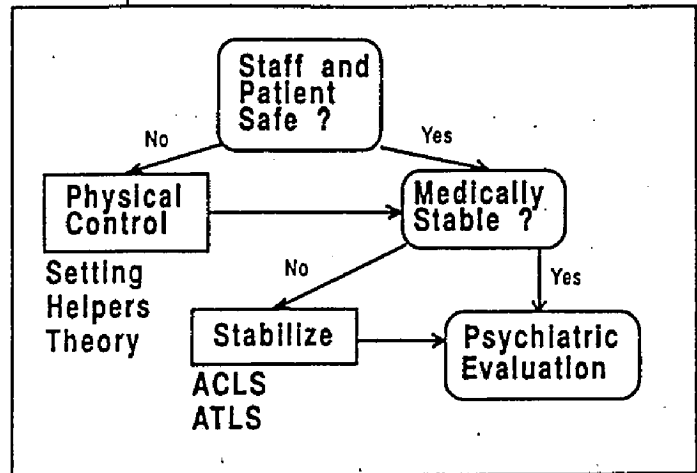 Staff and
Patient
Safe ?
No
Yes
Physical
Control
Medically
Stable ?
Setting
Helpers
Theory
No
Yes
Stabilize
Psychiatric
Evaluation
ACLS
ATLS